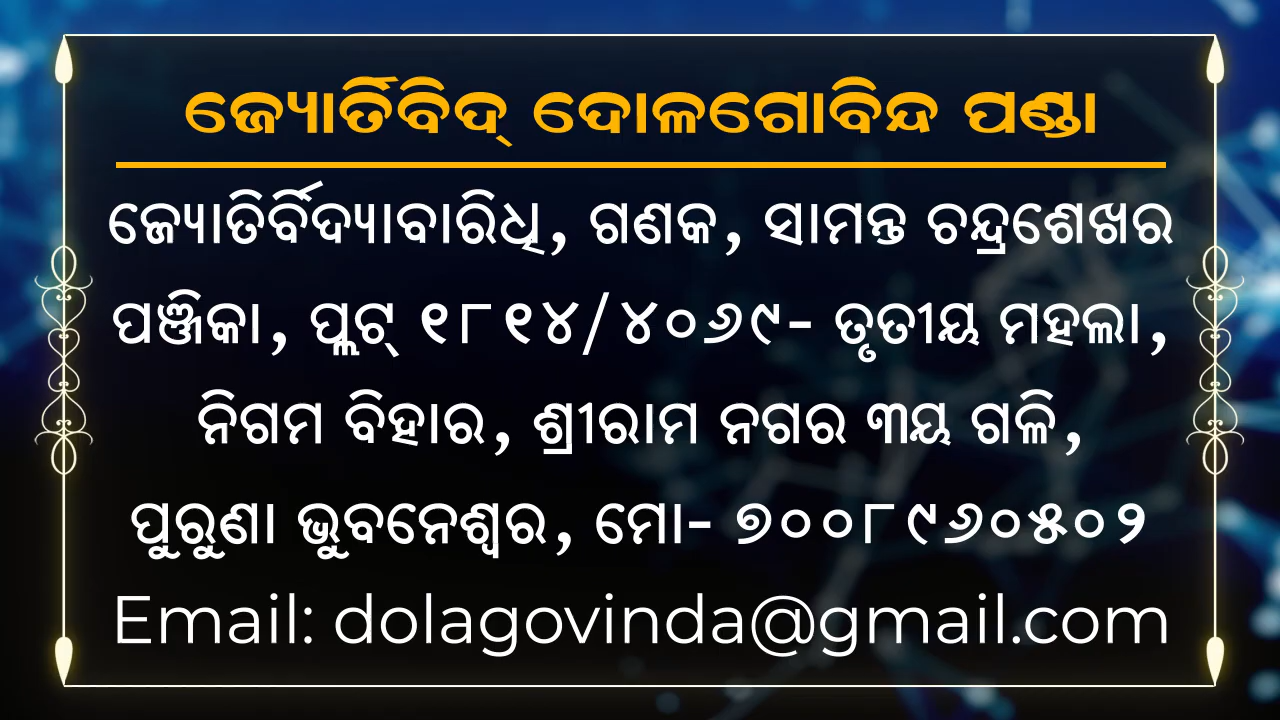 ଜ୍ୟୋର୍ତିବିଦ୍ ଦୋଳଗୋବିନ୍ଦ ପଣ୍ଡା
ଜ୍ୟୋତିର୍ବିଦ୍ୟାବାରିଧି, ଗଣକ, ସାମନ୍ତ ଚନ୍ଦ୍ରଶେଖର
ପଞ୍ଜିକା, ପ୍ଲଟ୍ ୧୮୧୪/୪୦୬୯- ତୃତୀୟ ମହଲା,
ନିଗମ ବିହାର, ଶ୍ରୀରାମ ନଗର ୩ୟ ଗଳି,
ପୁରୁଣା ଭୁବନେଶ୍ୱର, ମୋ- ୭୦୦୮୯୬୦୫୦୨
Email: dolagovinda@gmail.com